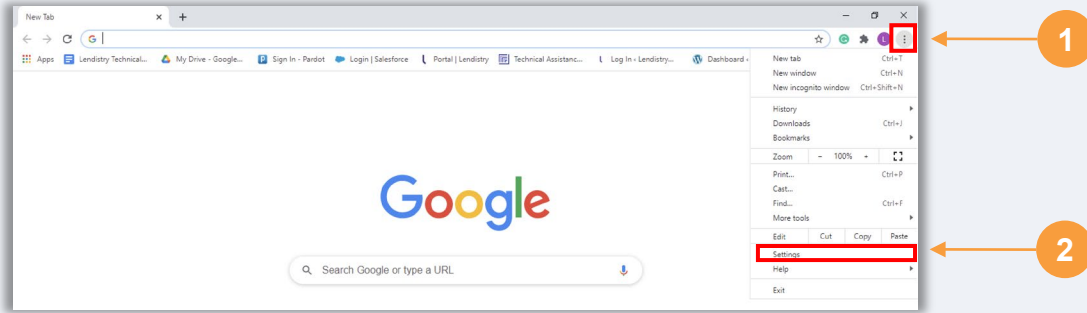 New Tab
Apps Lendistry Technical... My Drive - Google... Sign In - Pardot Login | Salesforce Portal | Lendistry Technical Assistanc... Log In ‹ Lendistry... Dashboard ‹
New tab Ctrl+T
New window Ctrl+N
New incognito window Ctrl+Shift+N
History
Downloads Ctrl+J
Bookmarks
Zoom - 100% +
Print... Ctrl+P
Cast...
Find... Ctrl+F
More tools
Edit Cut Copy Paste
Settings
Help
Exit
Google
Search Google or type a URL
1
2